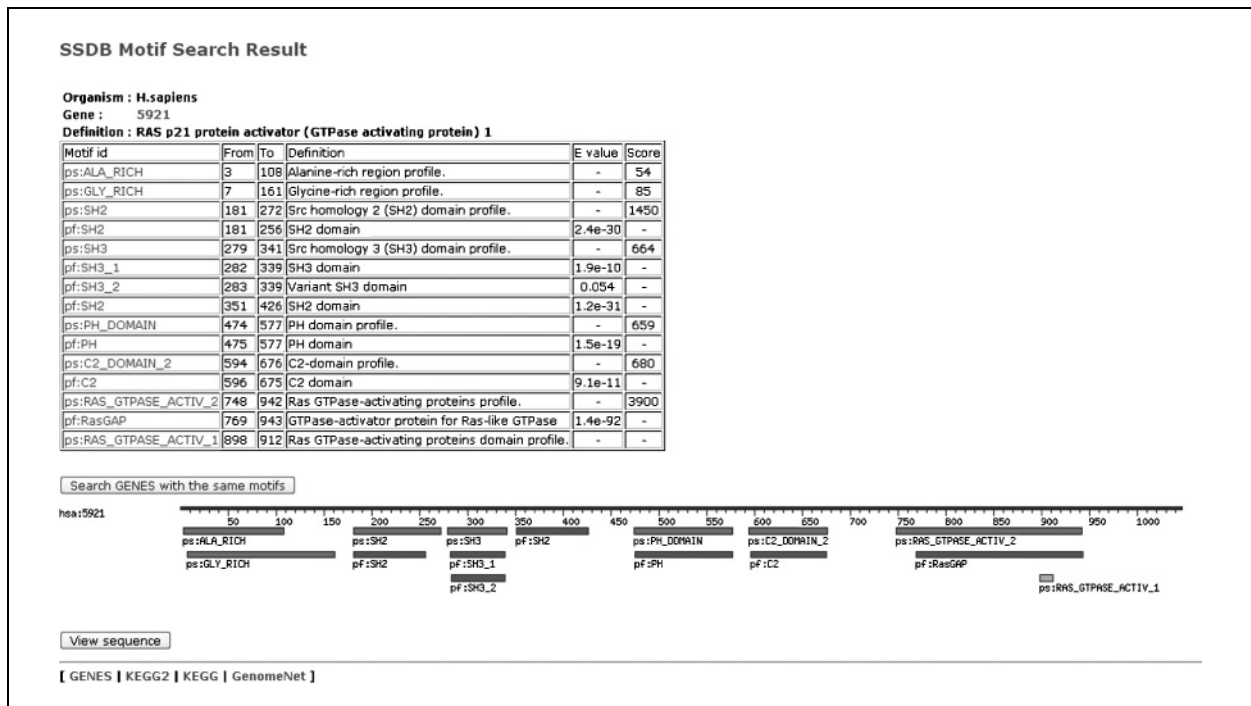 SSDB Motif Search Result
Organism : H.sapiens
Gene : 5921
Definition : RAS p21 protein activator (GTPase activating protein) 1
Motif id From To Definition E value Score
ps:ALA_RICH 3 108 Alanine-rich region profile. - 54
ps:GLY_RICH 7 161 Glycine-rich region profile. - 85
ps:SH2 181 272 Src homology 2 (SH2) domain profile. - 1450
pf:SH2 181 256 SH2 domain 2.4e-30 -
ps:SH3 279 341 Src homology 3 (SH3) domain profile. - 664
pf:SH3_1 282 339 SH3 domain 1.9e-10 -
pf:SH3_2 283 339 Variant SH3 domain 0.054 -
pf:SH2 351 426 SH2 domain 1.2e-31 -
ps:PH_DOMAIN 474 577 PH domain profile. - 659
pf:PH 475 577 PH domain 1.5e-19 -
ps:C2_DOMAIN_2 594 676 C2-domain profile. - 680
pf:C2 596 675 C2 domain 9.1e-11 -
ps:RAS_GTPASE_ACTIV_2 748 942 Ras GTPase-activating proteins profile. - 3900
pf:RasGAP 769 943 GTPase-activator protein for Ras-like GTPase 1.4e-92 -
ps:RAS_GTPASE_ACTIV_1 898 912 Ras GTPase-activating proteins domain profile. - -
Search GENES with the same motifs
hsa:5921
50 100 150 200 250 300 350 400 450 500 550 600 650 700 750 800 850 900 950 1000
ps:ALA_RICH ps:SH2 ps:SH3 pf:SH2 ps:PH_DOMAIN ps:C2_DOMAIN_2 ps:RAS_GTPASE_ACTIV_2
ps:GLY_RICH pf:SH2 pf:SH3_1 pf:PH pf:C2 pf:RasGAP
pf:SH3_2 ps:RAS_GTPASE_ACTIV_1
View sequence
[ GENES | KEGG2 | KEGG | GenomeNet ]